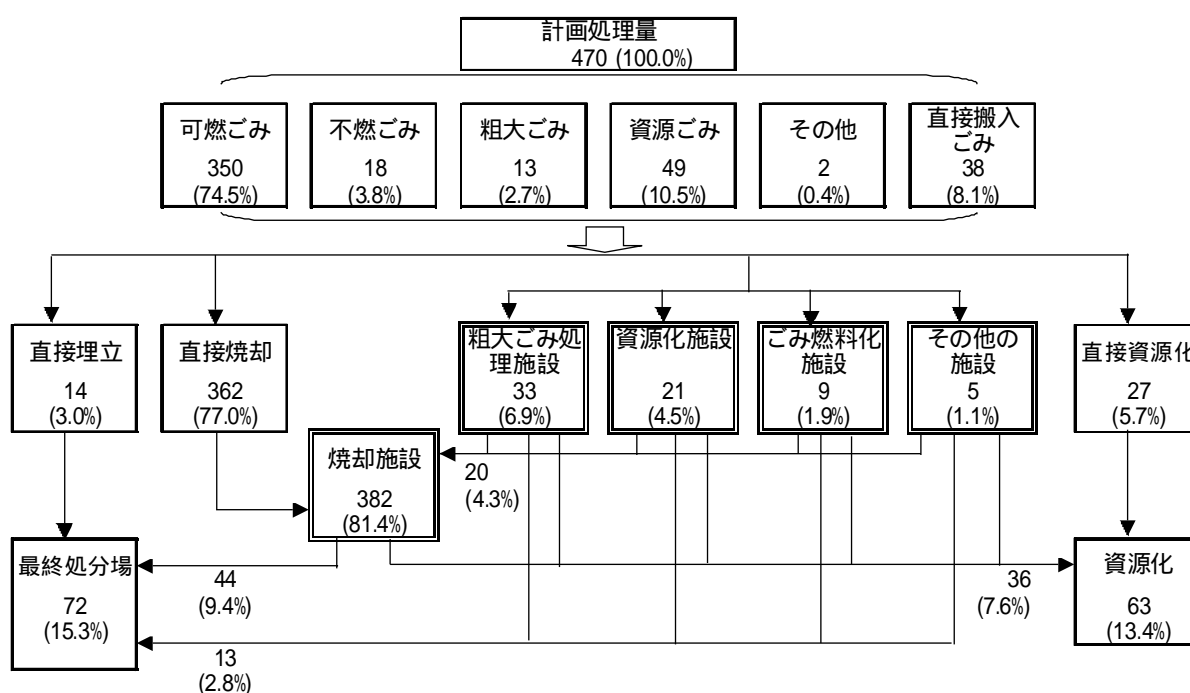 計画処理量
470 (100.0%)
可燃ごみ
350
(74.5%)
不燃ごみ
18
(3.8%)
粗大ごみ
13
(2.7%)
資源ごみ
49
(10.5%)
その他
2
(0.4%)
直接搬入
ごみ
38
(8.1%)
直接埋立
14
(3.0%)
直接焼却
362
(77.0%)
粗大ごみ処
理施設
33
(6.9%)
資源化施設
21
(4.5%)
ごみ燃料化
施設
9
(1.9%)
その他の
施設
5
(1.1%)
直接資源化
27
(5.7%)
焼却施設
382
(81.4%)
20
(4.3%)
最終処分場
72
(15.3%)
44
(9.4%)
36
(7.6%)
資源化
63
(13.4%)
13
(2.8%)